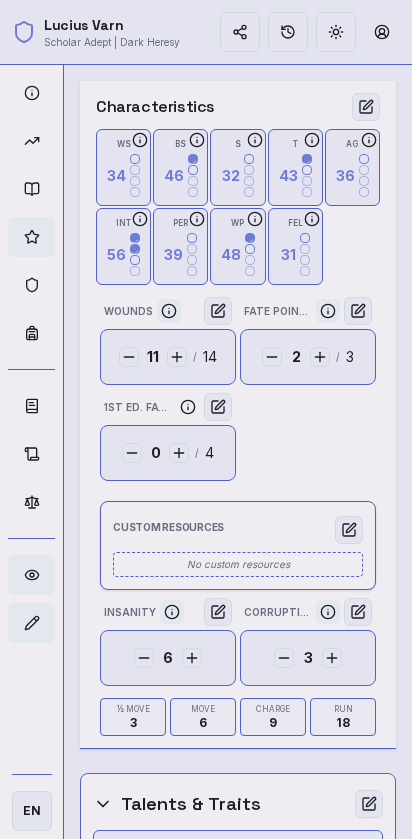 Lucius Varn
Scholar Adept | Dark Heresy
Characteristics
WS BS S T AG
34 46 32 43 36
INT PER WP FEL
56 39 48 31
WOUNDS FATE POIN...
11 / 14 2 / 3
1ST ED. FA...
0 / 4
CUSTOM RESOURCES
No custom resources
INSANITY CORRUPTI...
6 3
½ MOVE MOVE CHARGE RUN
3 6 9 18
Talents & Traits
EN